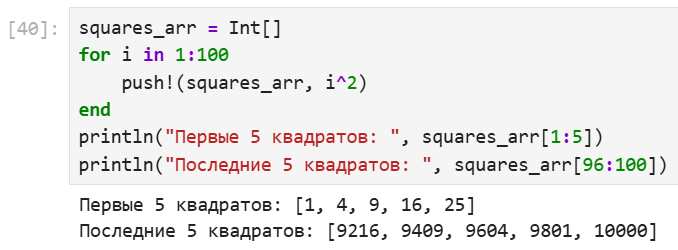 [40]: squares_arr = Int[]
for i in 1:100
    push!(squares_arr, i^2)
end
println("Первые 5 квадратов: ", squares_arr[1:5])
println("Последние 5 квадратов: ", squares_arr[96:100])
Первые 5 квадратов: [1, 4, 9, 16, 25]
Последние 5 квадратов: [9216, 9409, 9604, 9801, 10000]